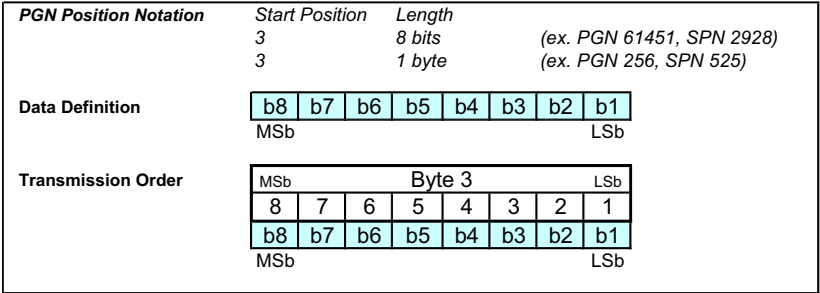 PGN Position Notation Start Position Length
3 8 bits (ex. PGN 61451, SPN 2928)
3 1 byte (ex. PGN 256, SPN 525)
Data Definition b8 b7 b6 b5 b4 b3 b2 b1
MSb LSb
Transmission Order MSb Byte 3 LSb
8 7 6 5 4 3 2 1
b8 b7 b6 b5 b4 b3 b2 b1
MSb LSb